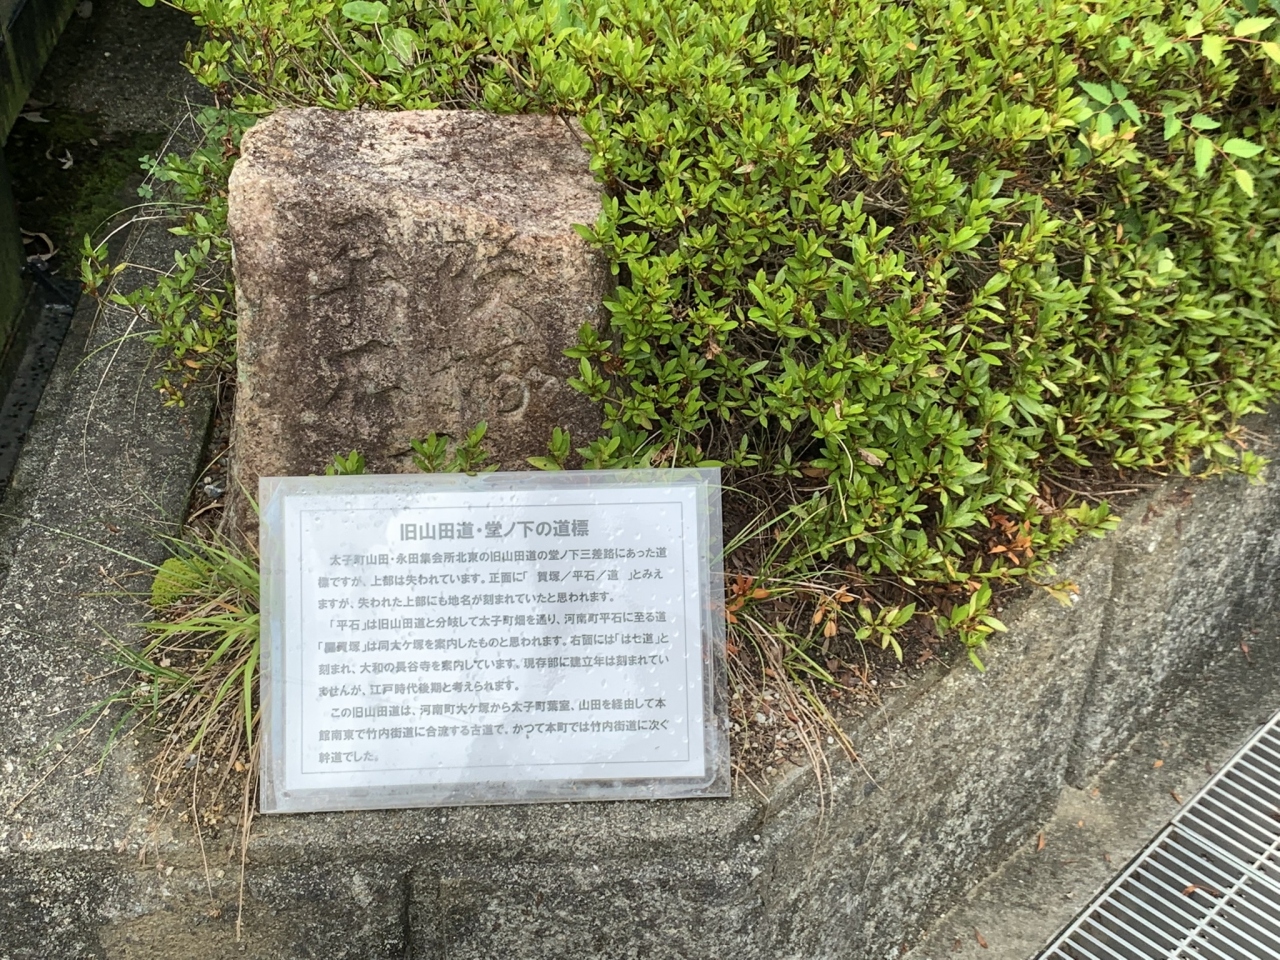 旧山田道・堂ノ下の道標
太子町山田・永田集会所北東の旧山田道の堂ノ下三差路にあった道
標ですが、上部は失われています。正面に「　賀塚／平石／道　」とみえ
ますが、失われた上部にも地名が刻まれていたと思われます。
「平石」は旧山田道と分岐して太子町畑を通り、河南町平石に至る道
塚」は同大ケ塚を案内したものと思われます。右面には「は七道」と
刻まれ、大和の長谷寺を案内しています。現存部に建立年は刻まれてい
ませんが、江戸時代後期と考えられます。
この旧山田道は、河南町大ケ塚から太子町葉室、山田を経由して本
館南東で竹内街道に合流する古道で、かつて本町では竹内街道に次ぐ
幹道でした。